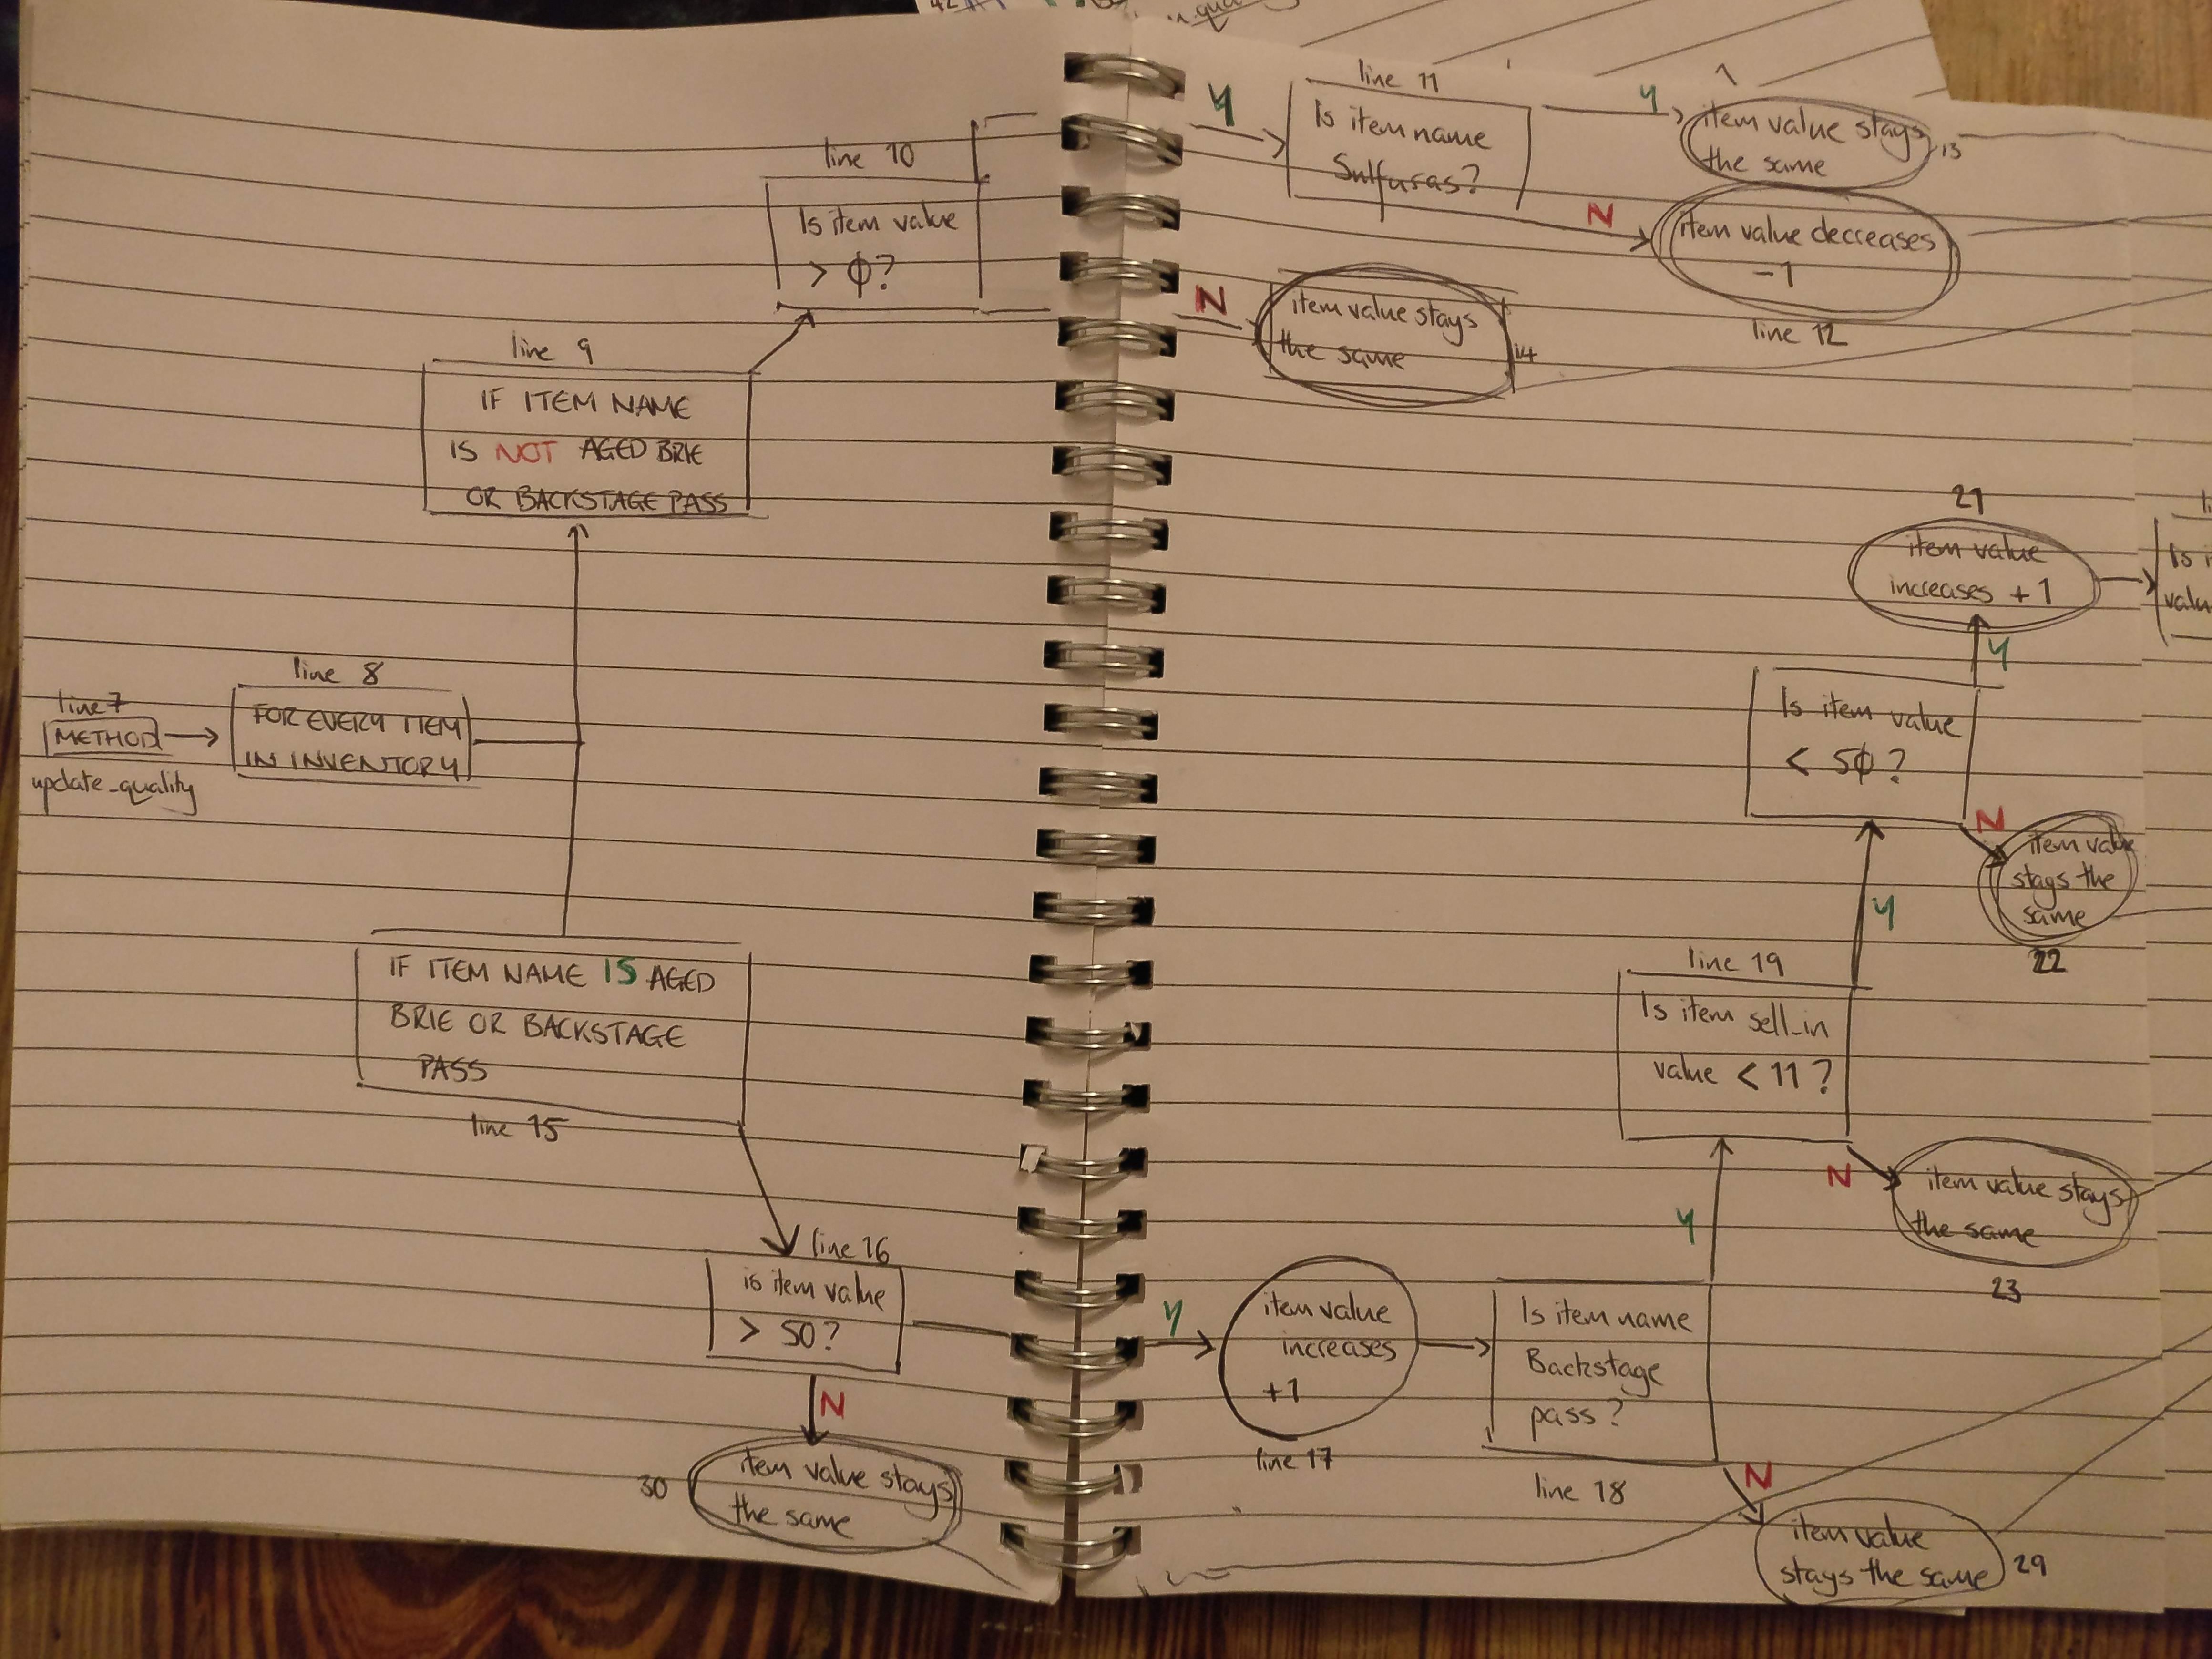 line 10
Is item value
> 0?
line 9
IF ITEM NAME
IS NOT AGED BRIE
OR BACKSTAGE PASS
line 8
FOR EVERY ITEM
IN INVENTORY
line 7
METHOD
update_quality
IF ITEM NAME IS AGED
BRIE OR BACKSTAGE
PASS
line 15
line 16
is item value
> 50?
N
30
item value stays
the same
Y
line 11
Is item name
Sulfuras?
Y
item value stays
the same
13
N
item value decreases
-1
line 12
N
item value stays
the same
14
21
item value
increases +1
Y
Is item value
< 50?
N
item value
stays the
same
22
Y
line 19
Is item sell_in
value < 11?
N
item value stays
the same
23
Y
Y
item value
increases
+1
line 17
Is item name
Backstage
pass?
line 18
N
item value
stays the same
29